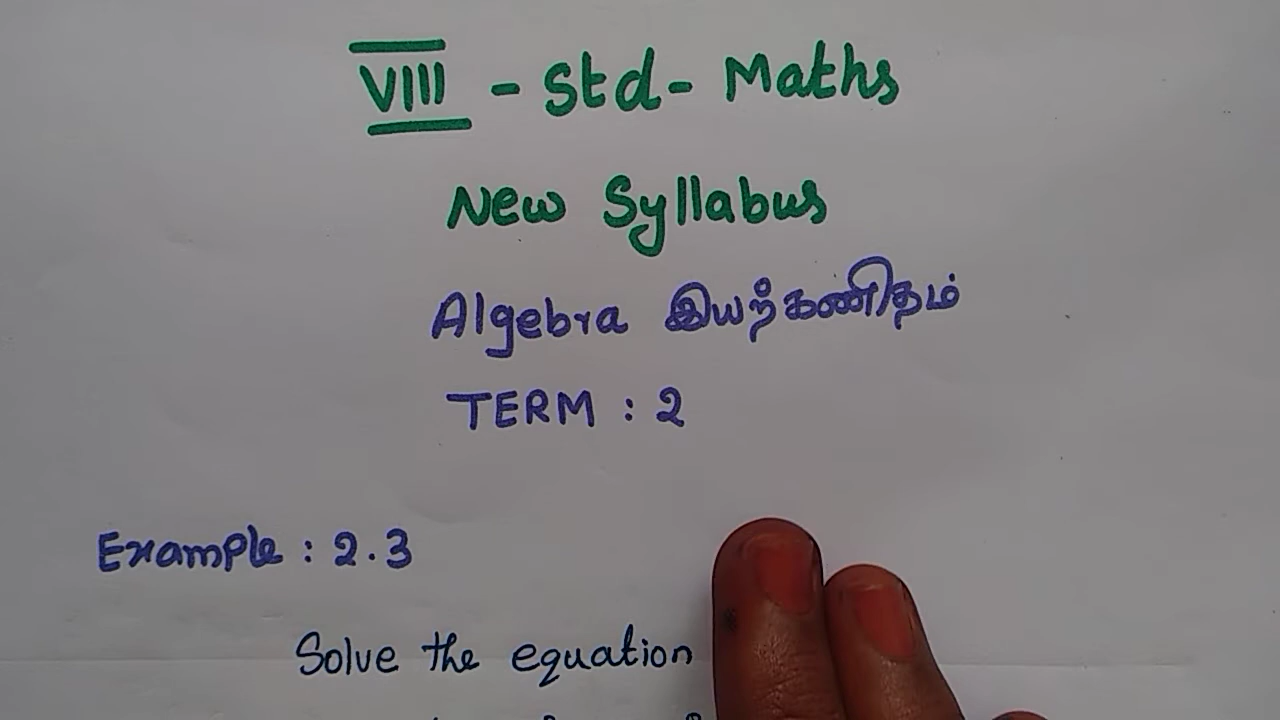 VIII - Std - Maths
New Syllabus
Algebra இயற்கணிதம்
TERM : 2
Example : 2.3
Solve the equation